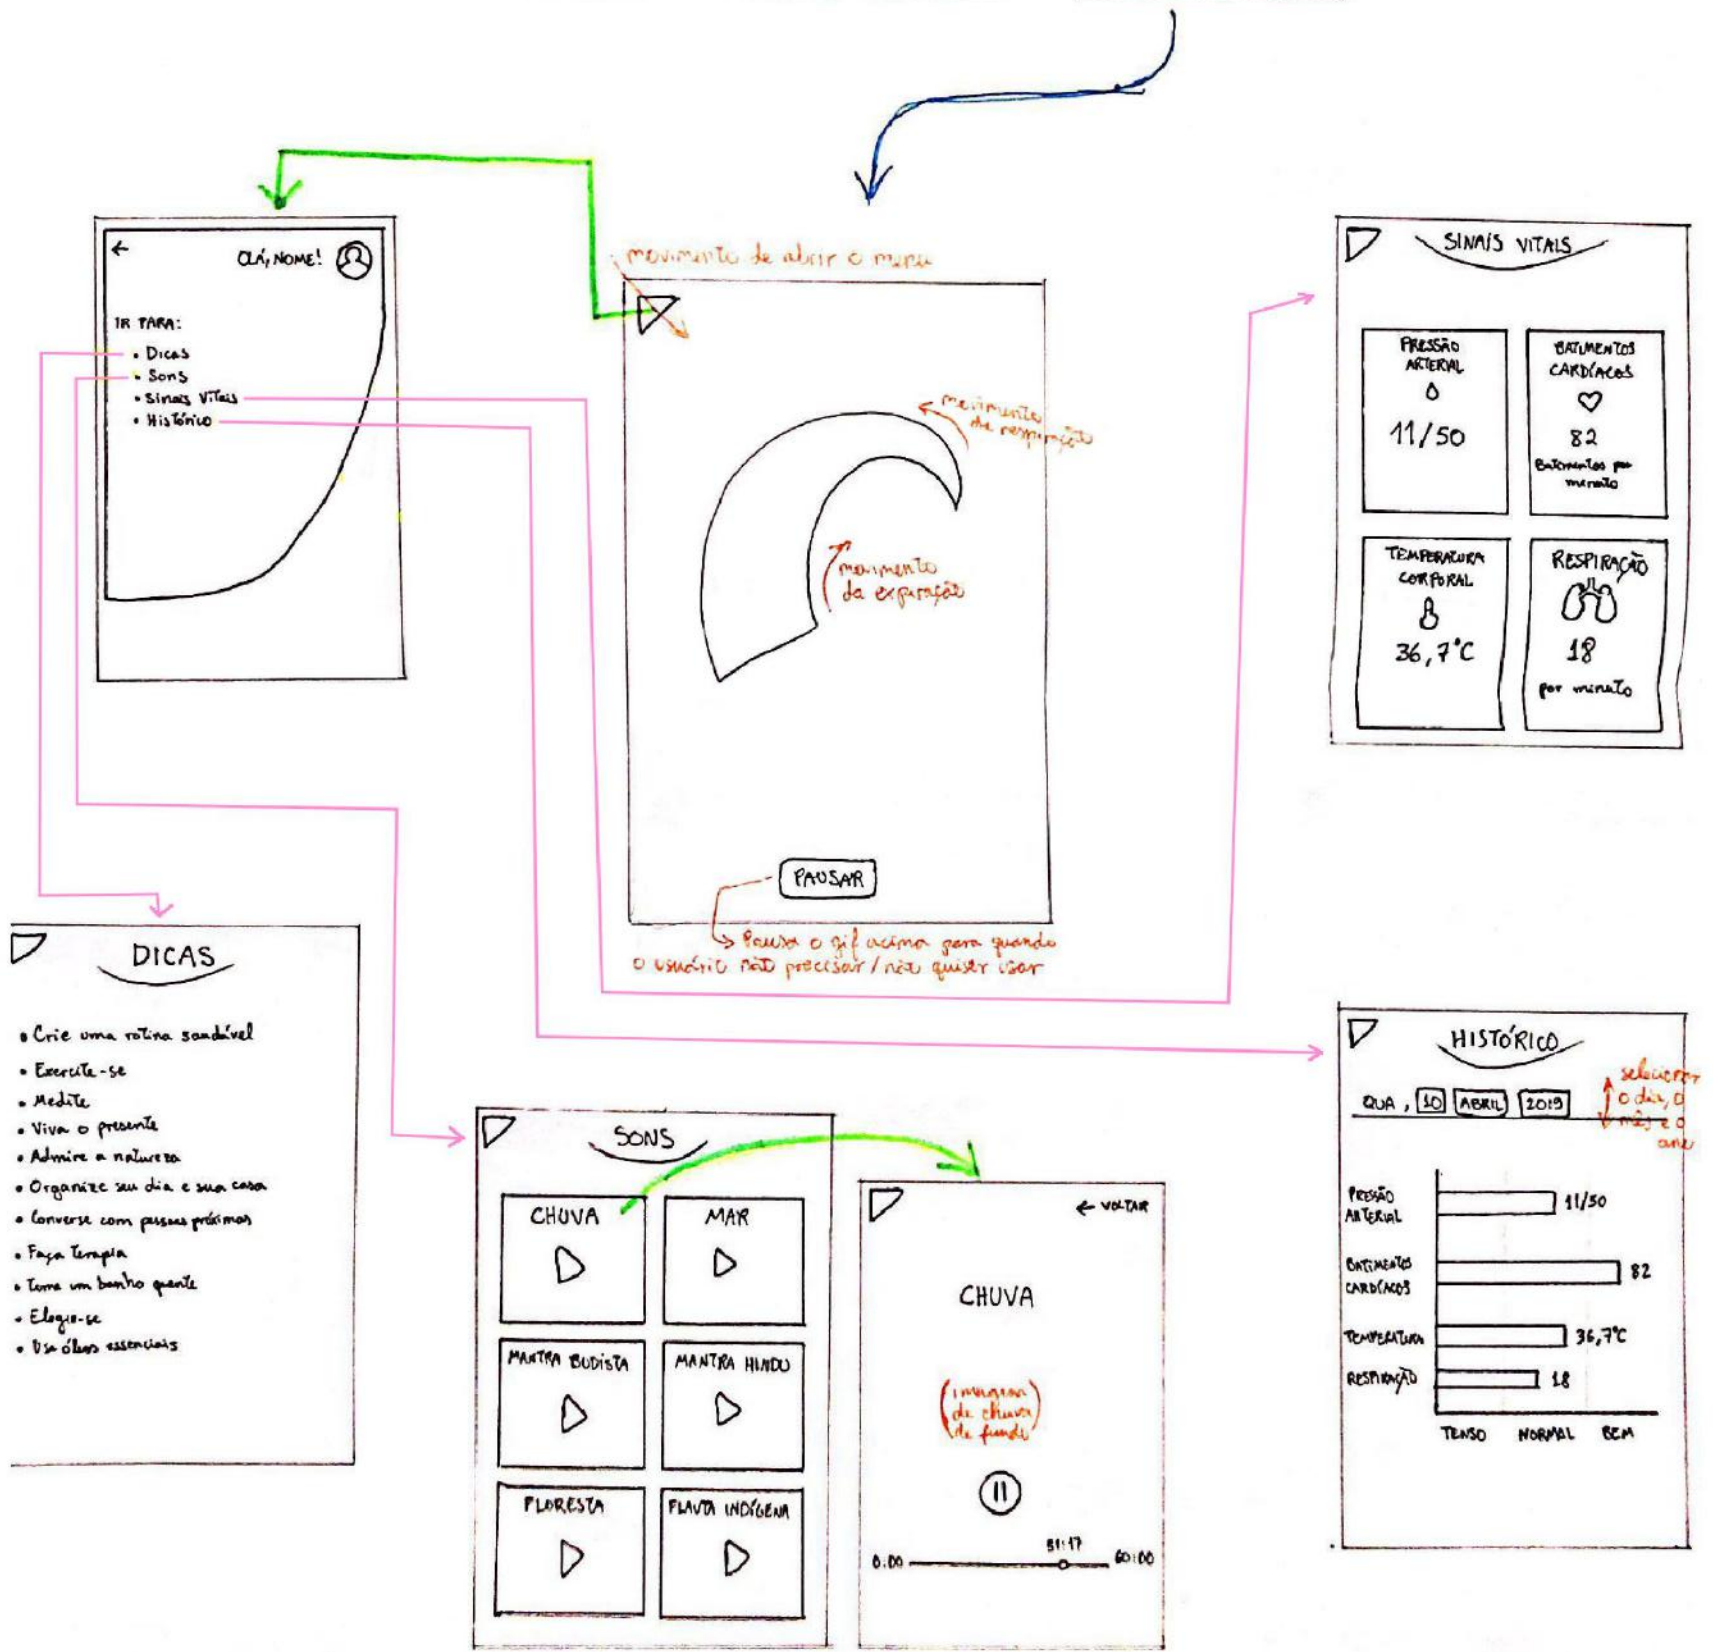 OLÁ, NOME!
IR PARA:
• Dicas
• Sons
• Sinais Vitais
• Histórico
movimento de abrir o menu
movimento
da respiração
movimento
da expiração
PAUSAR
Pausa o gif acima para quando
o usuário não precisar / não quiser usar
SINAIS VITAIS
PRESSÃO
ARTERIAL
11/50
BATIMENTOS
CARDÍACOS
82
Batimentos por
minuto
TEMPERATURA
CORPORAL
36,7°C
RESPIRAÇÃO
18
por minuto
DICAS
• Crie uma rotina saudável
• Exercite-se
• Medite
• Viva o presente
• Admire a natureza
• Organize seu dia e sua casa
• Converse com pessoas próximas
• Faça terapia
• Tome um banho quente
• Elogie-se
• Use óleos essenciais
SONS
CHUVA
MAR
MANTRA BUDISTA
MANTRA HINDU
FLORESTA
FLAUTA INDÍGENA
← VOLTAR
CHUVA
(imagem
de chuva
de fundo)
31:17
0:00
60:00
HISTÓRICO
QUA, 10 ABRIL 2019
selecionar
o dia, o
mês e o
ano
PRESSÃO
ARTERIAL
11/50
BATIMENTOS
CARDÍACOS
82
TEMPERATURA
36,7°C
RESPIRAÇÃO
18
TENSO NORMAL BEM